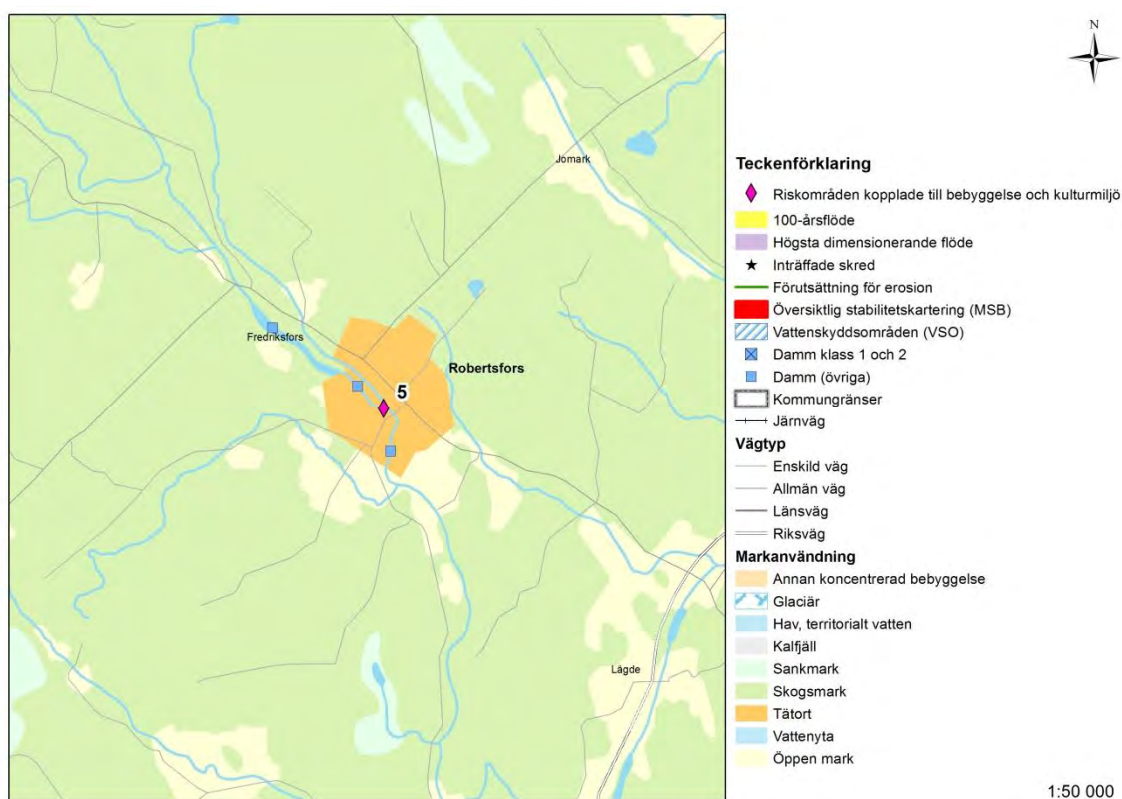 N
Jomark
Fredriksfors
Robertsfors
5
Lägde
Teckenförklaring
Riskområden kopplade till bebyggelse och kulturmiljö
100-årsflöde
Högsta dimensionerande flöde
Inträffade skred
Förutsättning för erosion
Översiktlig stabilitetskartering (MSB)
Vattenskyddsområden (VSO)
Damm klass 1 och 2
Damm (övriga)
Kommungränser
Järnväg
Vägtyp
Enskild väg
Allmän väg
Länsväg
Riksväg
Markanvändning
Annan koncentrerad bebyggelse
Glaciär
Hav, territorialt vatten
Kalfjäll
Sankmark
Skogsmark
Tätort
Vattenyta
Öppen mark
1:50 000